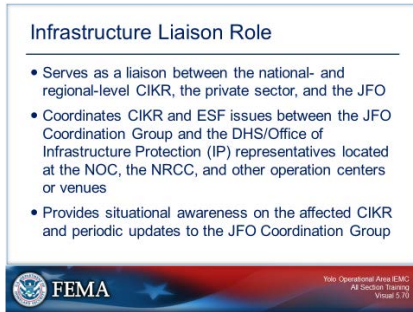 Infrastructure Liaison Role
• Serves as a liaison between the national- and
regional-level CIKR, the private sector, and the JFO
• Coordinates CIKR and ESF issues between the JFO
Coordination Group and the DHS/Office of
Infrastructure Protection (IP) representatives located
at the NOC, the NRCC, and other operation centers
or venues
• Provides situational awareness on the affected CIKR
and periodic updates to the JFO Coordination Group
FEMA
Yolo Operational Area IEMC
All Section Training
Visual 5.70